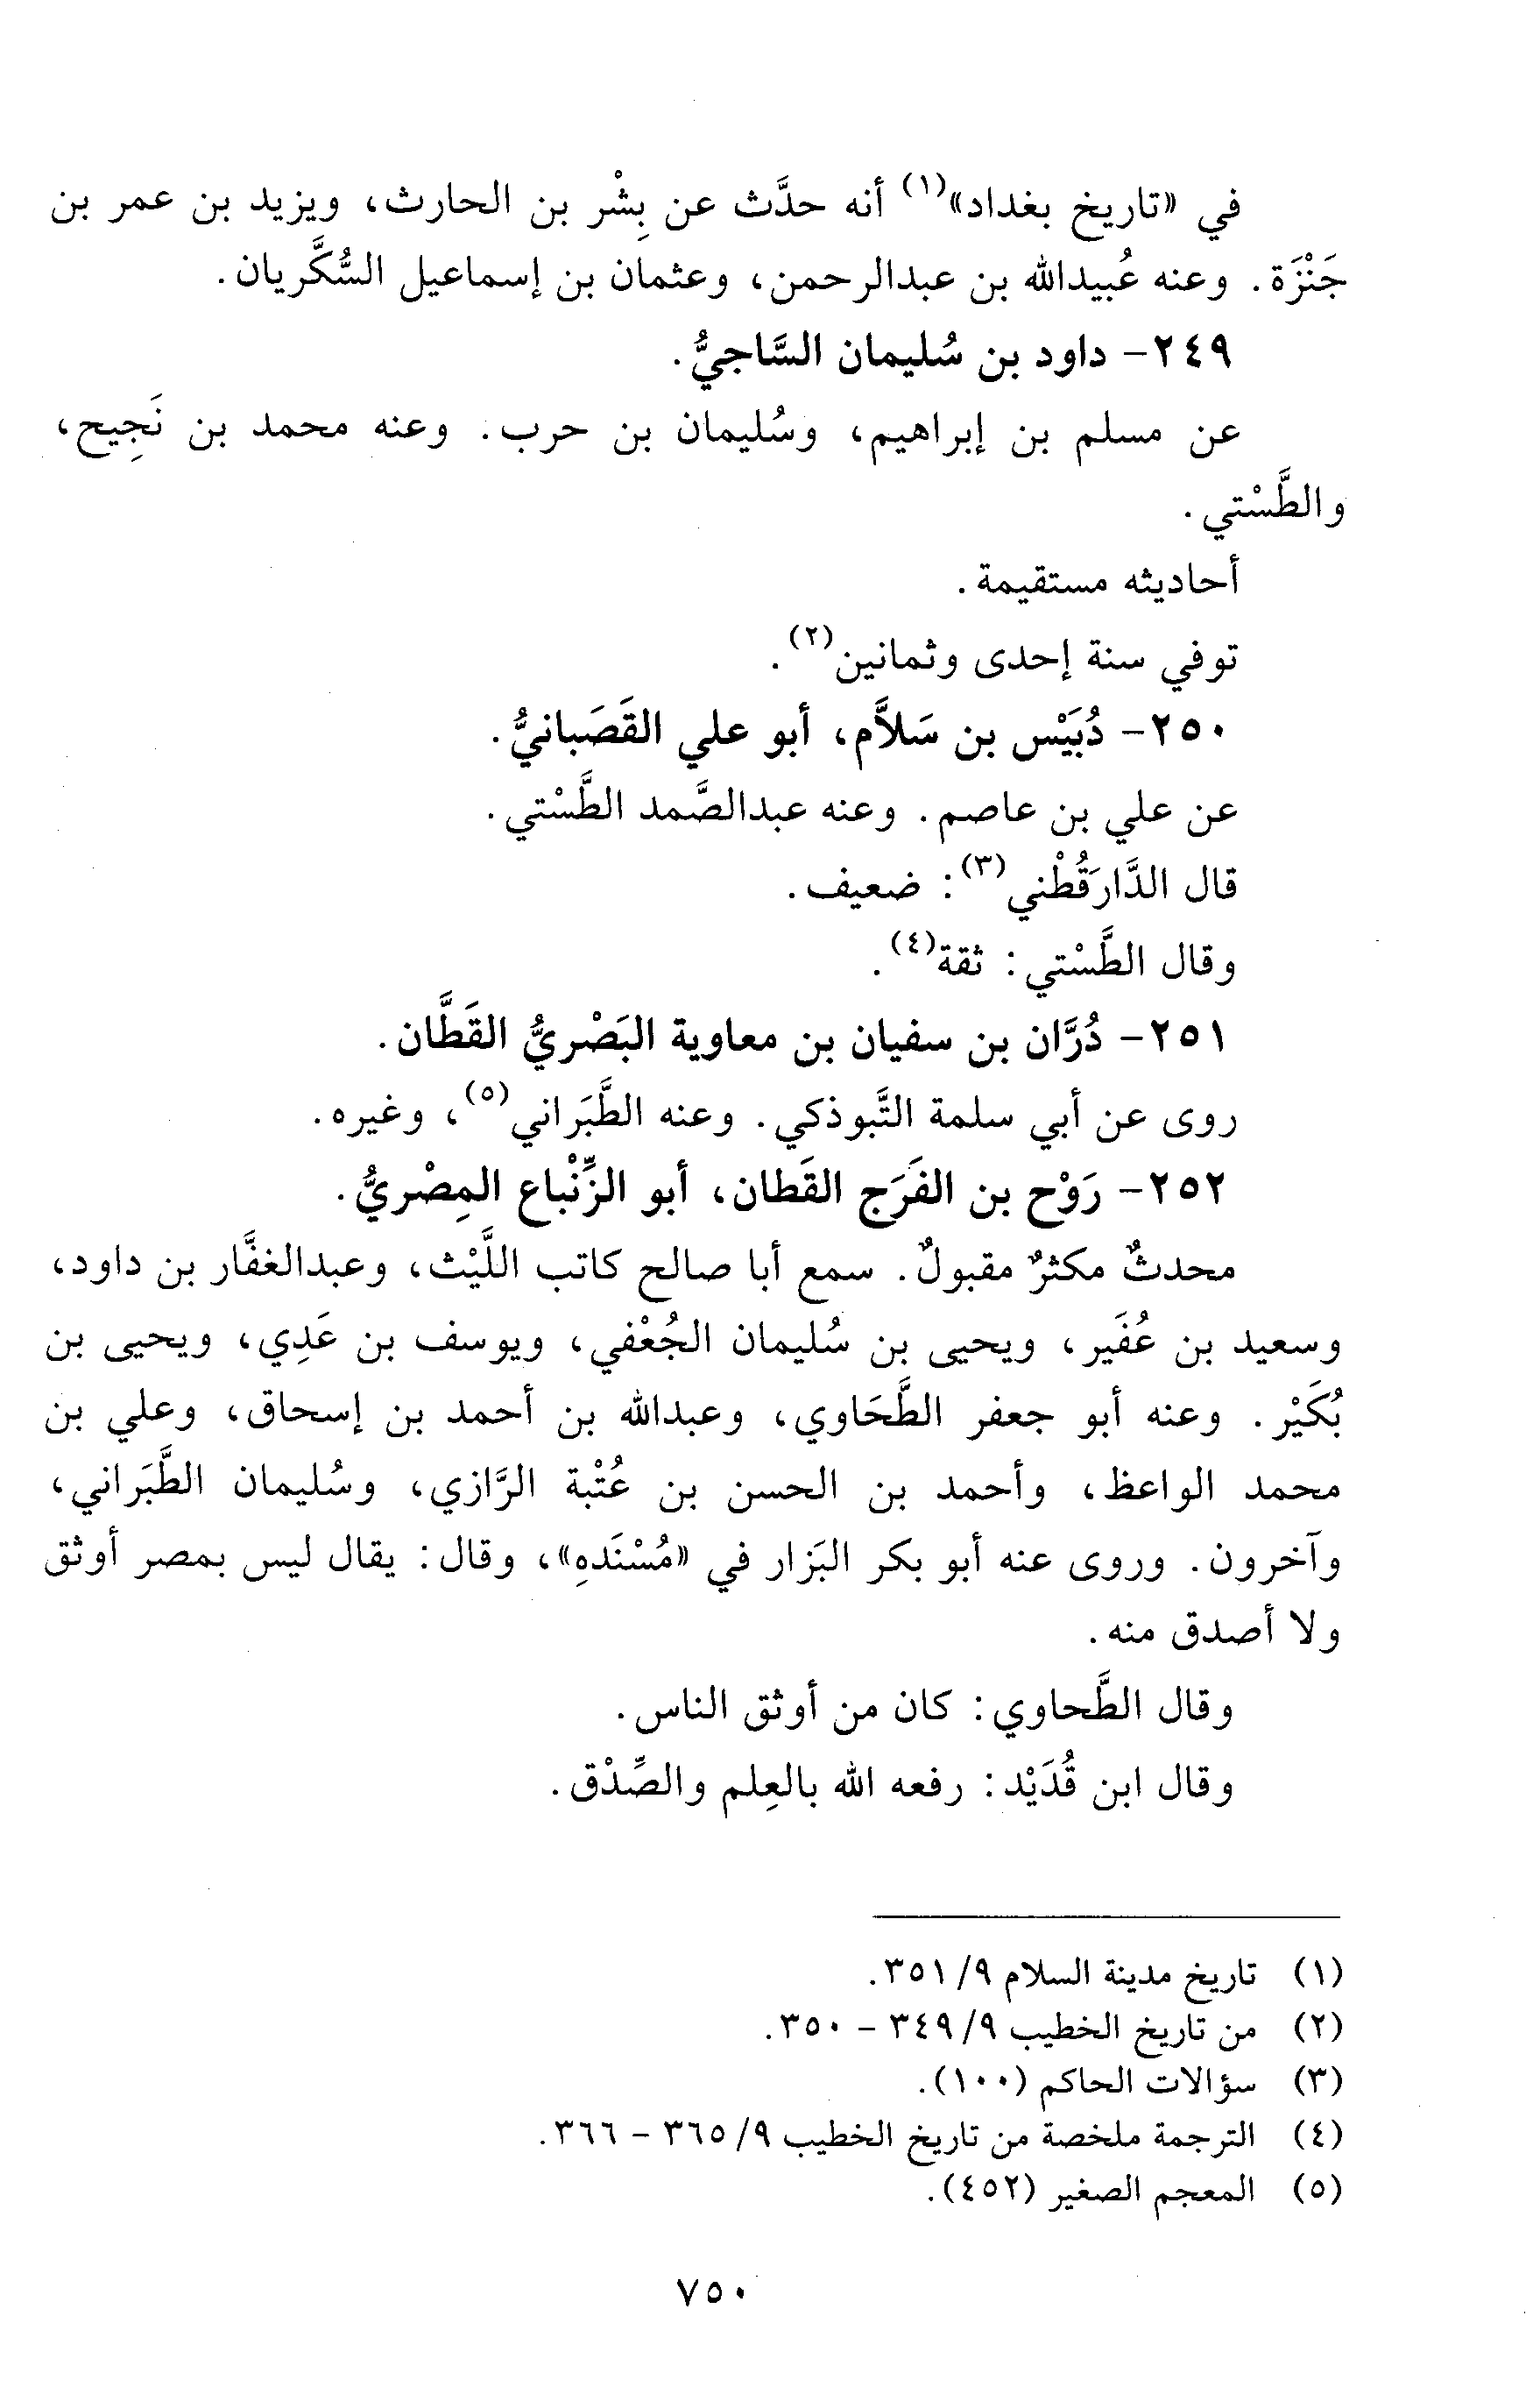 في «تاريخ بغداد»(١) أنه حدَّث عن بِشْر بن الحارث، ويزيد بن عمر بن
جَنْزَة. وعنه عُبيدالله بن عبدالرحمن، وعثمان بن إسماعيل السُّكَّريان.
٢٤٩- داود بن سُليمان السَّاجيُّ.
عن مسلم بن إبراهيم، وسُليمان بن حرب. وعنه محمد بن نَجِيح،
والطَّسْتي.
أحاديثه مستقيمة.
توفي سنة إحدى وثمانين(٢).
٢٥٠- دُبَيْس بن سَلاَّم، أبو علي القَصَبانيُّ.
عن علي بن عاصم. وعنه عبدالصَّمد الطَّسْتي.
قال الدَّارَقُطْني(٣): ضعيف.
وقال الطَّسْتي: ثقة(٤).
٢٥١- دُرَّان بن سفيان بن معاوية البَصْريُّ القَطَّان.
روى عن أبي سلمة التَّبوذكي. وعنه الطَّبَراني(٥)، وغيره.
٢٥٢- رَوْح بن الفَرَج القَطان، أبو الزِّنْباع المِصْريُّ.
محدثٌ مكثرٌ مقبولٌ. سمع أبا صالح كاتب اللَّيْث، وعبدالغفَّار بن داود،
وسعيد بن عُفَير، ويحيى بن سُليمان الجُعْفي، ويوسف بن عَدِي، ويحيى بن
بُكَيْر. وعنه أبو جعفر الطَّحَاوي، وعبدالله بن أحمد بن إسحاق، وعلي بن
محمد الواعظ، وأحمد بن الحسن بن عُتْبة الرَّازي، وسُليمان الطَّبَراني،
وآخرون. وروى عنه أبو بكر البَزار في «مُسْنَدهِ»، وقال: يقال ليس بمصر أوثق
ولا أصدق منه.
وقال الطَّحاوي: كان من أوثق الناس.
وقال ابن قُدَيْد: رفعه الله بالعِلم والصِّدْق.
(١) تاريخ مدينة السلام ٩/ ٣٥١.
(٢) من تاريخ الخطيب ٩/ ٣٤٩ - ٣٥٠.
(٣) سؤالات الحاكم (١٠٠).
(٤) الترجمة ملخصة من تاريخ الخطيب ٩/ ٣٦٥ - ٣٦٦.
(٥) المعجم الصغير (٤٥٢).
٧٥٠